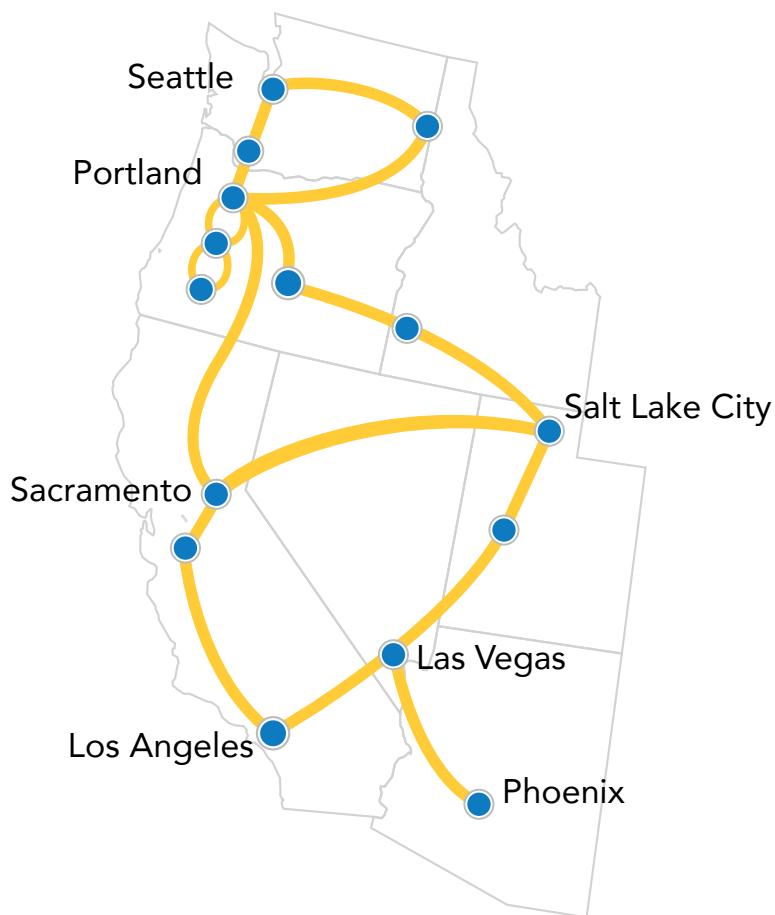 Seattle
Portland
Salt Lake City
Sacramento
Las Vegas
Los Angeles
Phoenix